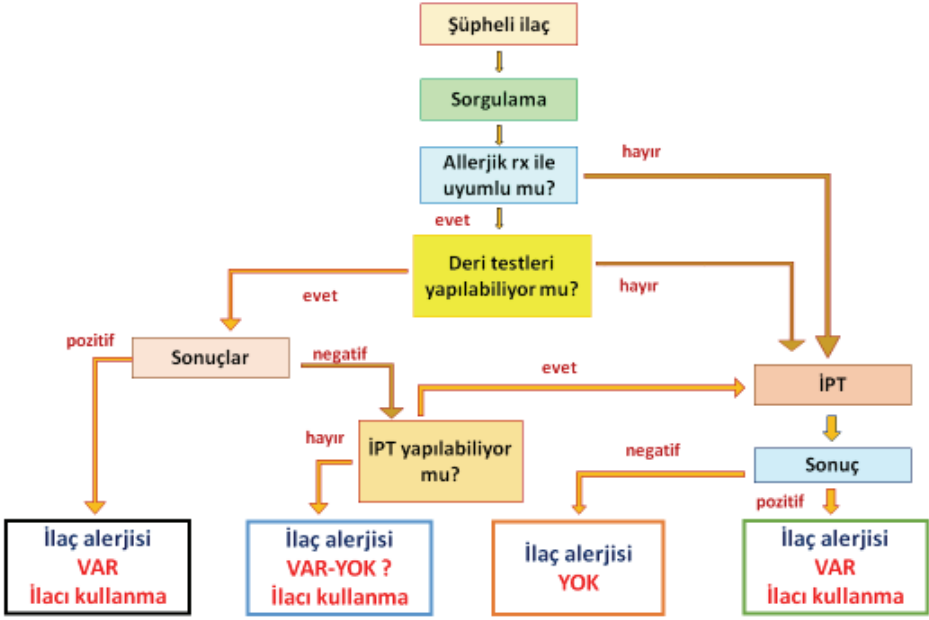 Şüpheli ilaç
Sorgulama
Allerjik rx ile
uyumlu mu?
hayır
evet
Deri testleri
yapılabiliyor mu?
evet
hayır
pozitif
Sonuçlar
negatif
evet
İPT
hayır
İPT yapılabiliyor
mu?
negatif
Sonuç
pozitif
İlaç alerjisi
VAR
İlacı kullanma
İlaç alerjisi
VAR-YOK ?
İlacı kullanma
İlaç alerjisi
YOK
İlaç alerjisi
VAR
İlacı kullanma